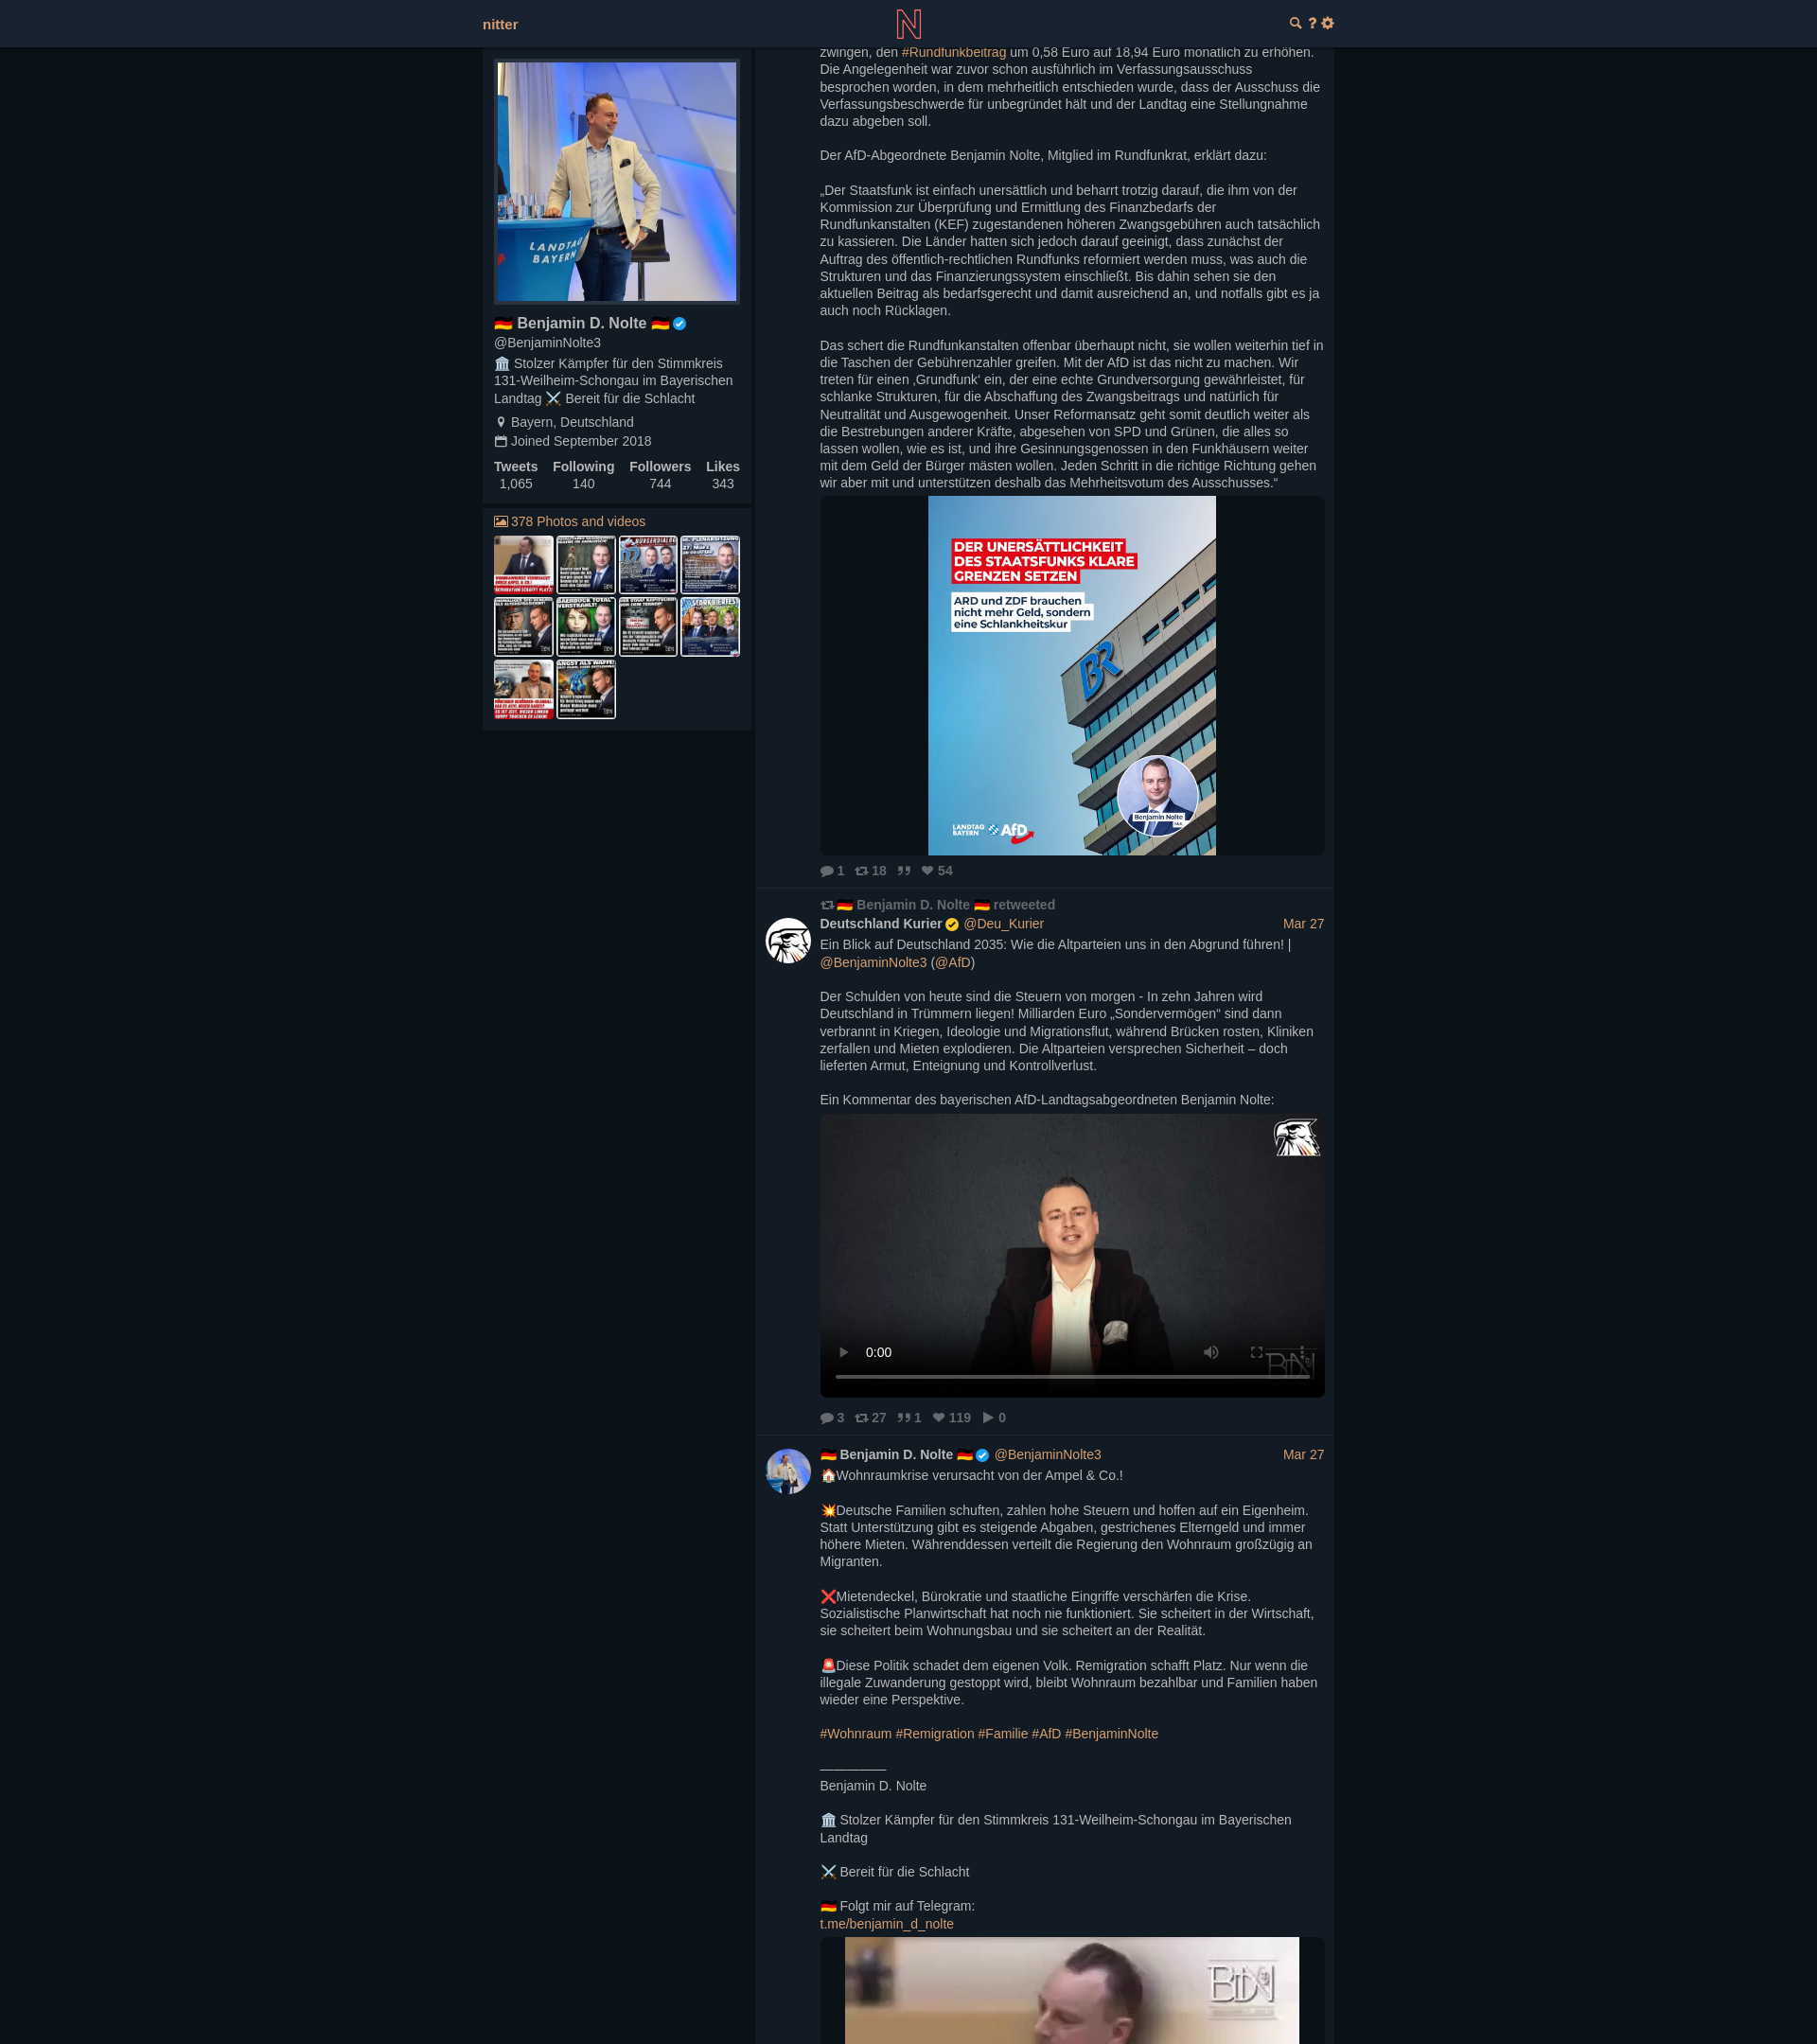 nitter
zwingen, den #Rundfunkbeitrag um 0,58 Euro auf 18,94 Euro monatlich zu erhöhen.
Die Angelegenheit war zuvor schon ausführlich im Verfassungsausschuss
besprochen worden, in dem mehrheitlich entschieden wurde, dass der Ausschuss die
Verfassungsbeschwerde für unbegründet hält und der Landtag eine Stellungnahme
dazu abgeben soll.
Der AfD-Abgeordnete Benjamin Nolte, Mitglied im Rundfunkrat, erklärt dazu:
„Der Staatsfunk ist einfach unersättlich und beharrt trotzig darauf, die ihm von der
Kommission zur Überprüfung und Ermittlung des Finanzbedarfs der
Rundfunkanstalten (KEF) zugestandenen höheren Zwangsgebühren auch tatsächlich
zu kassieren. Die Länder hatten sich jedoch darauf geeinigt, dass zunächst der
Auftrag des öffentlich-rechtlichen Rundfunks reformiert werden muss, was auch die
Strukturen und das Finanzierungssystem einschließt. Bis dahin sehen sie den
aktuellen Beitrag als bedarfsgerecht und damit ausreichend an, und notfalls gibt es ja
auch noch Rücklagen.
Das schert die Rundfunkanstalten offenbar überhaupt nicht, sie wollen weiterhin tief in
die Taschen der Gebührenzahler greifen. Mit der AfD ist das nicht zu machen. Wir
treten für einen ‚Grundfunk‘ ein, der eine echte Grundversorgung gewährleistet, für
schlanke Strukturen, für die Abschaffung des Zwangsbeitrags und natürlich für
Neutralität und Ausgewogenheit. Unser Reformansatz geht somit deutlich weiter als
die Bestrebungen anderer Kräfte, abgesehen von SPD und Grünen, die alles so
lassen wollen, wie es ist, und ihre Gesinnungsgenossen in den Funkhäusern weiter
mit dem Geld der Bürger mästen wollen. Jeden Schritt in die richtige Richtung gehen
wir aber mit und unterstützen deshalb das Mehrheitsvotum des Ausschusses.“
DER UNERSÄTTLICHKEIT
DES STAATSFUNKS KLARE
GRENZEN SETZEN
ARD und ZDF brauchen
nicht mehr Geld, sondern
eine Schlankheitskur
BR
Benjamin Nolte
LANDTAG
BAYERN
AfD
1 18 54
LANDTAG
BAYERN
🇩🇪 Benjamin D. Nolte 🇩🇪
@BenjaminNolte3
🏛️ Stolzer Kämpfer für den Stimmkreis
131-Weilheim-Schongau im Bayerischen
Landtag ⚔️ Bereit für die Schlacht
Bayern, Deutschland
Joined September 2018
Tweets Following Followers Likes
1,065 140 744 343
378 Photos and videos
🇩🇪 Benjamin D. Nolte 🇩🇪 retweeted
Deutschland Kurier @Deu_Kurier Mar 27
Ein Blick auf Deutschland 2035: Wie die Altparteien uns in den Abgrund führen! |
@BenjaminNolte3 (@AfD)
Der Schulden von heute sind die Steuern von morgen - In zehn Jahren wird
Deutschland in Trümmern liegen! Milliarden Euro „Sondervermögen“ sind dann
verbrannt in Kriegen, Ideologie und Migrationsflut, während Brücken rosten, Kliniken
zerfallen und Mieten explodieren. Die Altparteien versprechen Sicherheit – doch
lieferten Armut, Enteignung und Kontrollverlust.
Ein Kommentar des bayerischen AfD-Landtagsabgeordneten Benjamin Nolte:
0:00
3 27 1 119 0
🇩🇪 Benjamin D. Nolte 🇩🇪 @BenjaminNolte3 Mar 27
🏠Wohnraumkrise verursacht von der Ampel & Co.!
💥Deutsche Familien schuften, zahlen hohe Steuern und hoffen auf ein Eigenheim.
Statt Unterstützung gibt es steigende Abgaben, gestrichenes Elterngeld und immer
höhere Mieten. Währenddessen verteilt die Regierung den Wohnraum großzügig an
Migranten.
❌Mietendeckel, Bürokratie und staatliche Eingriffe verschärfen die Krise.
Sozialistische Planwirtschaft hat noch nie funktioniert. Sie scheitert in der Wirtschaft,
sie scheitert beim Wohnungsbau und sie scheitert an der Realität.
🚨Diese Politik schadet dem eigenen Volk. Remigration schafft Platz. Nur wenn die
illegale Zuwanderung gestoppt wird, bleibt Wohnraum bezahlbar und Familien haben
wieder eine Perspektive.
#Wohnraum #Remigration #Familie #AfD #BenjaminNolte
_________
Benjamin D. Nolte
🏛️ Stolzer Kämpfer für den Stimmkreis 131-Weilheim-Schongau im Bayerischen
Landtag
⚔️ Bereit für die Schlacht
🇩🇪 Folgt mir auf Telegram:
t.me/benjamin_d_nolte